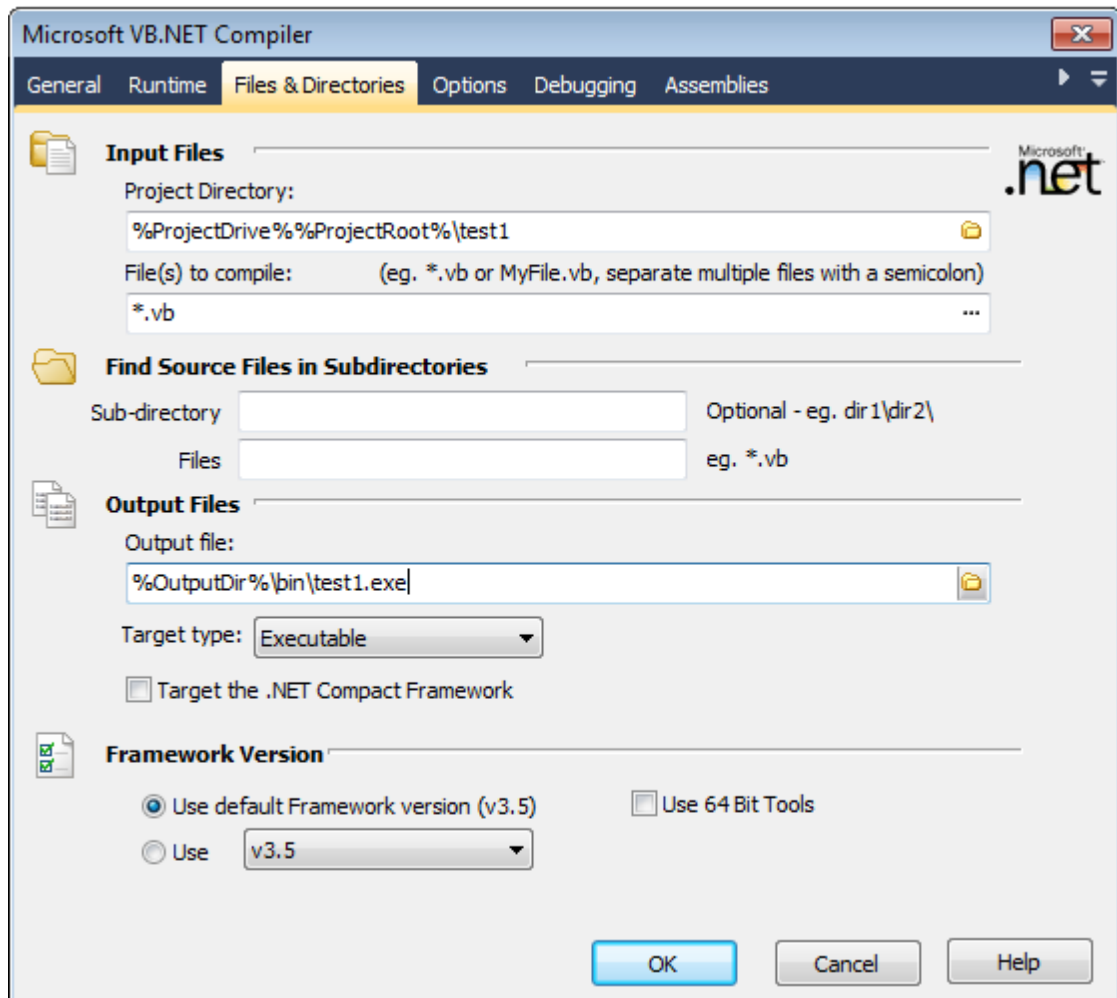 Microsoft VB.NET Compiler
General Runtime Files & Directories Options Debugging Assemblies
Input Files
Microsoft
.net
Project Directory:
%ProjectDrive%%ProjectRoot%\test1
File(s) to compile: (eg. *.vb or MyFile.vb, separate multiple files with a semicolon)
*.vb
Find Source Files in Subdirectories
Sub-directory Optional - eg. dir1\dir2\
Files eg. *.vb
Output Files
Output file:
%OutputDir%\bin\test1.exe
Target type: Executable
Target the .NET Compact Framework
Framework Version
Use default Framework version (v3.5) Use 64 Bit Tools
Use v3.5
OK Cancel Help